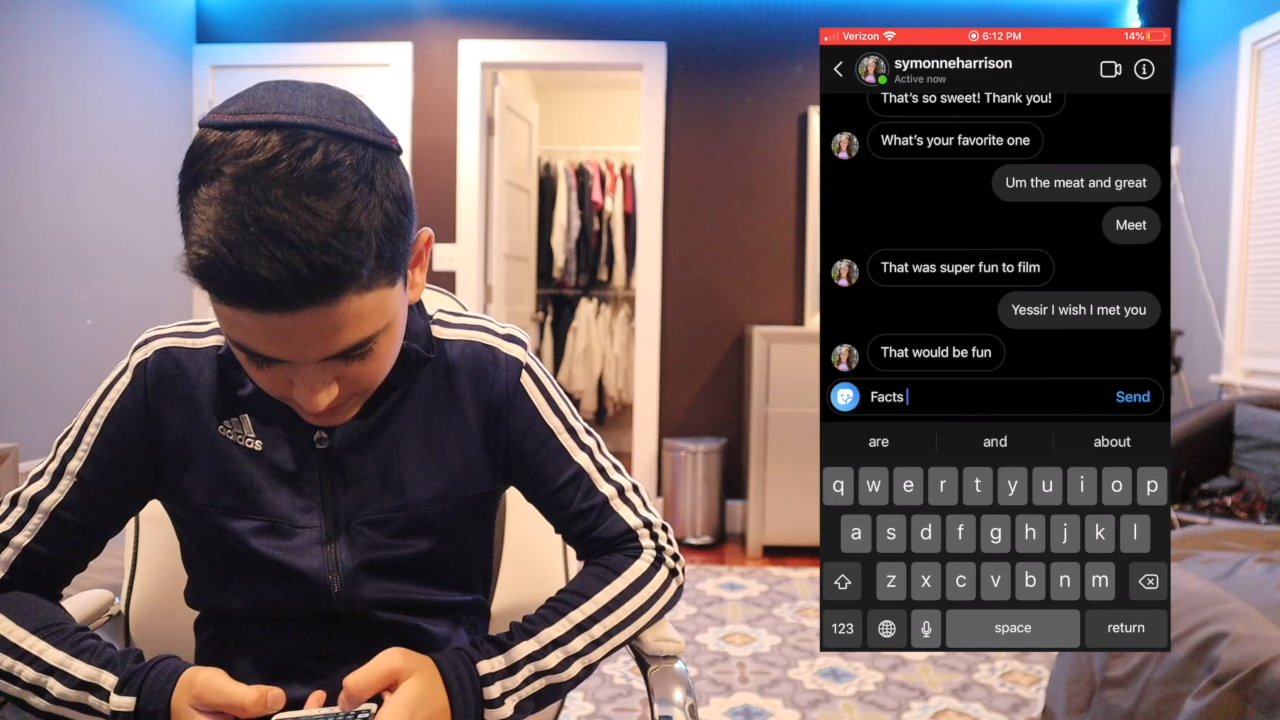 Verizon 6:12 PM 14%
symonneharrison
Active now
That's so sweet! Thank you!
What's your favorite one
Um the meat and great
Meet
That was super fun to film
Yessir I wish I met you
That would be fun
Facts Send
are and about
q w e r t y u i o p
a s d f g h j k l
z x c v b n m
123 space return
adidas